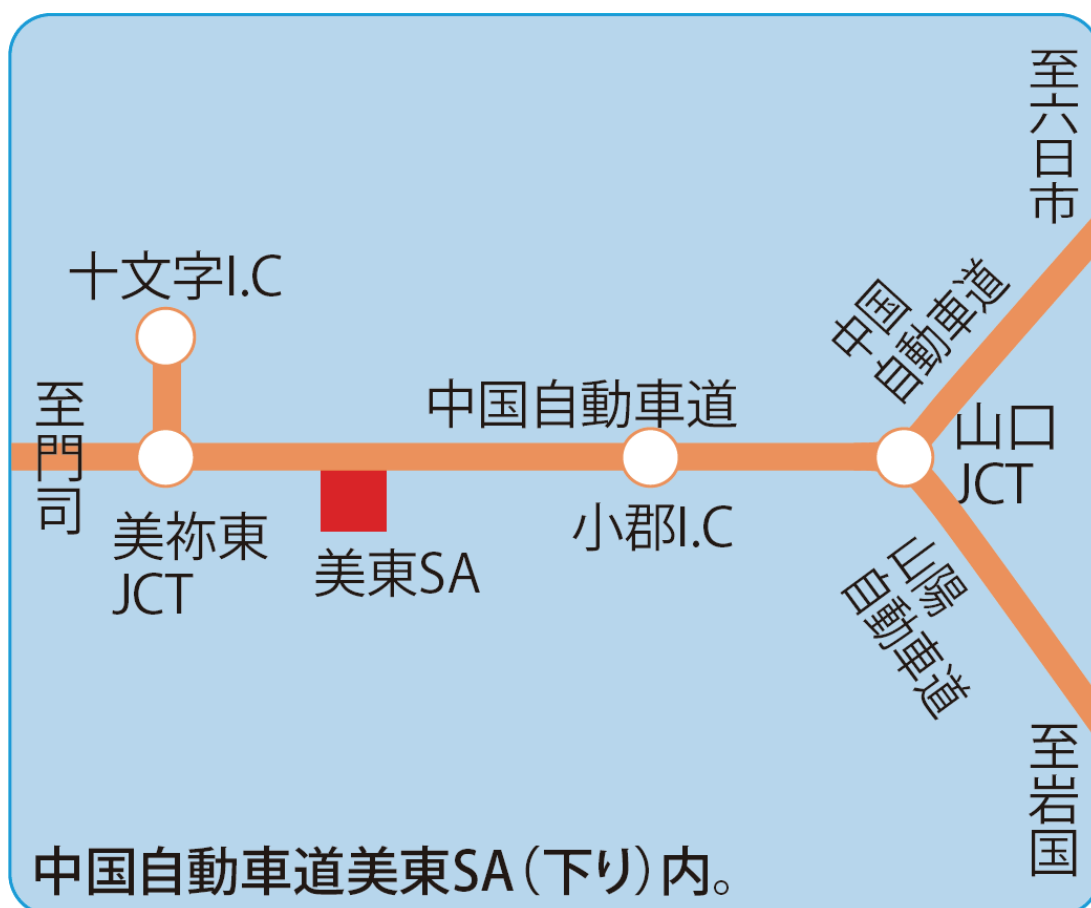 至六日市
十文字I.C
中国
自動車道
至門司
中国自動車道
山口
JCT
美祢東
JCT
美東SA
小郡I.C
山陽
自動車道
至岩国
中国自動車道美東SA（下り）内。